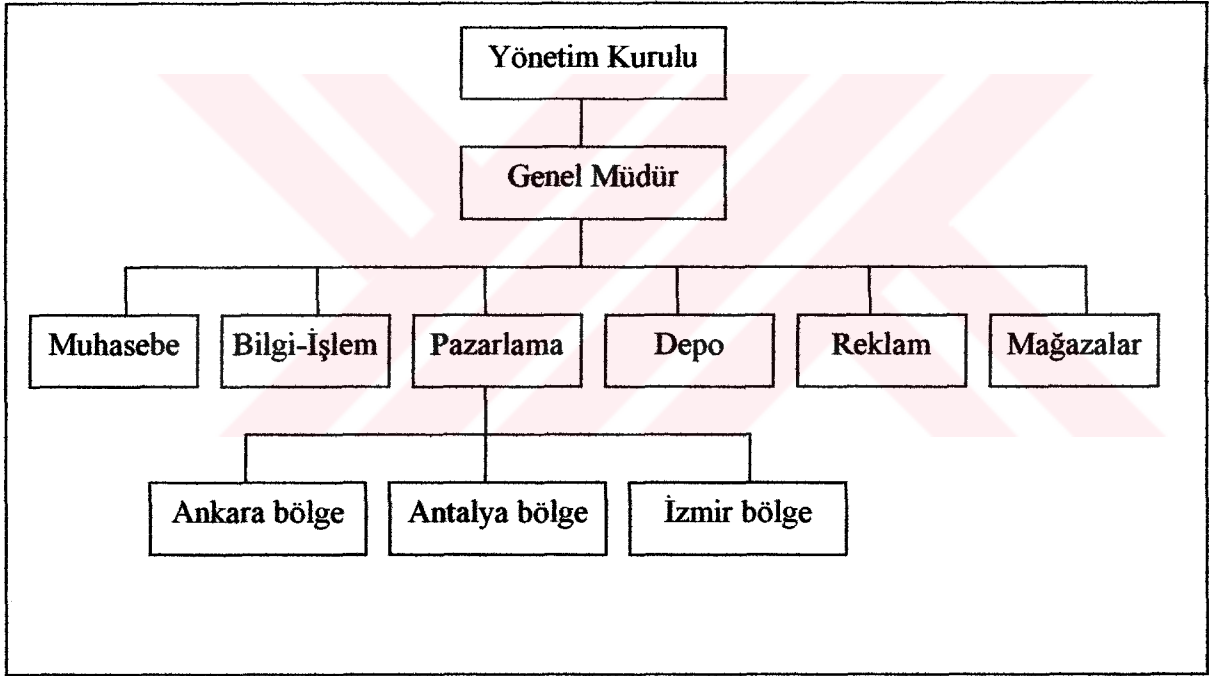 Yönetim Kurulu
Genel Müdür
Muhasebe
Bilgi-İşlem
Pazarlama
Depo
Reklam
Mağazalar
Ankara bölge
Antalya bölge
İzmir bölge